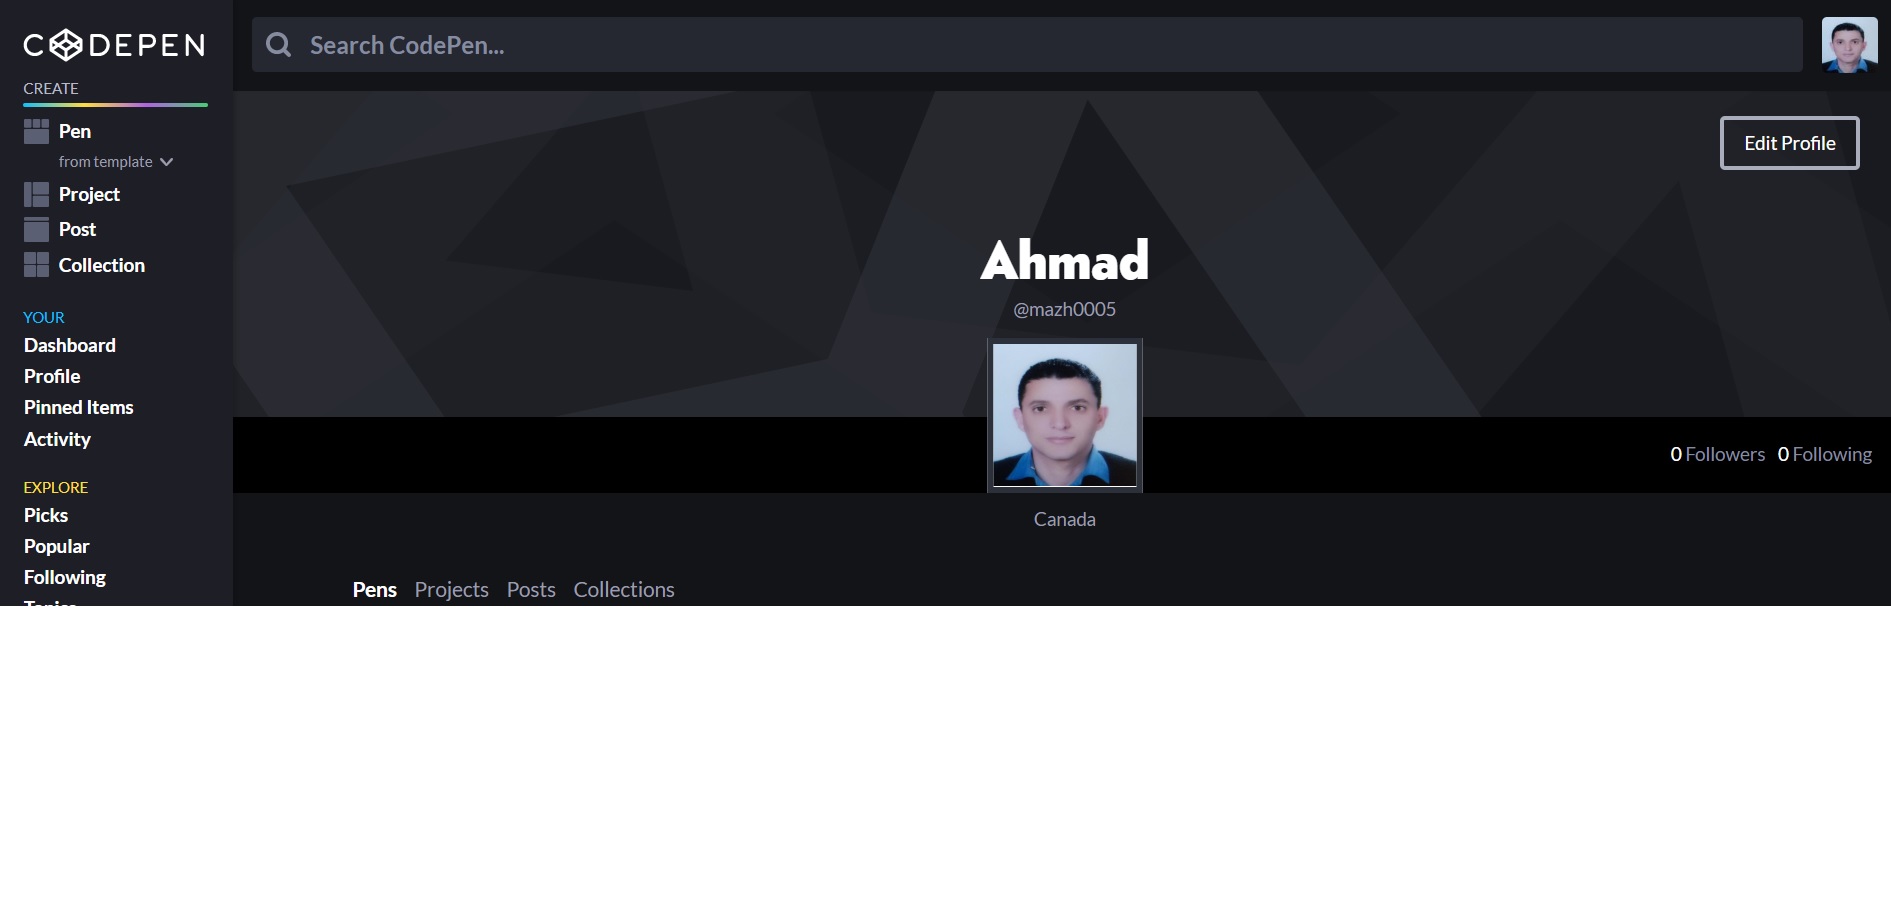 CODEPEN
CREATE
Pen
from template
Project
Post
Collection
YOUR
Dashboard
Profile
Pinned Items
Activity
EXPLORE
Picks
Popular
Following
Topics
Search CodePen...
Edit Profile
Ahmad
@mazh0005
0 Followers 0 Following
Canada
Pens Projects Posts Collections